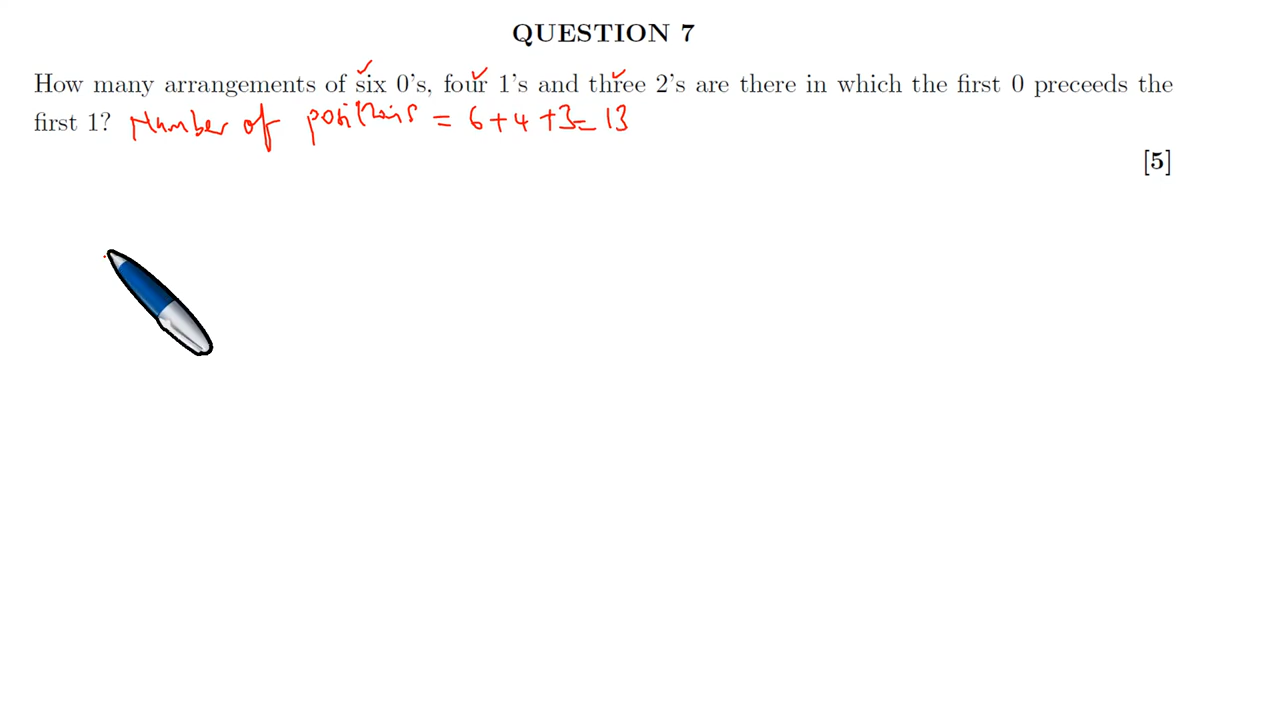 QUESTION 7
How many arrangements of six 0's, four 1's and three 2's are there in which the first 0 preceeds the
first 1? Number of positions = 6 + 4 + 3 = 13
[5]